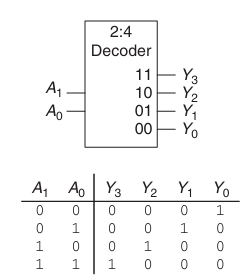 2:4
Decoder
11 Y₃
A₁ 10 Y₂
A₀ 01 Y₁
00 Y₀
A₁ A₀ Y₃ Y₂ Y₁ Y₀
0 0 0 0 0 1
0 1 0 0 1 0
1 0 0 1 0 0
1 1 1 0 0 0